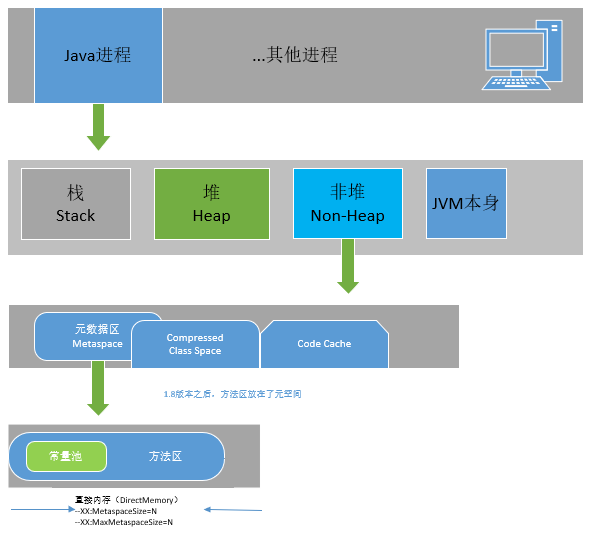 Java进程
...其他进程
栈
Stack
堆
Heap
非堆
Non-Heap
JVM本身
元数据区
Metaspace
Compressed
Class Space
Code Cache
1.8版本之后，方法区放在了元空间
常量池
方法区
直接内存（DirectMemory）
--XX:MetaspaceSize=N
--XX:MaxMetaspaceSize=N